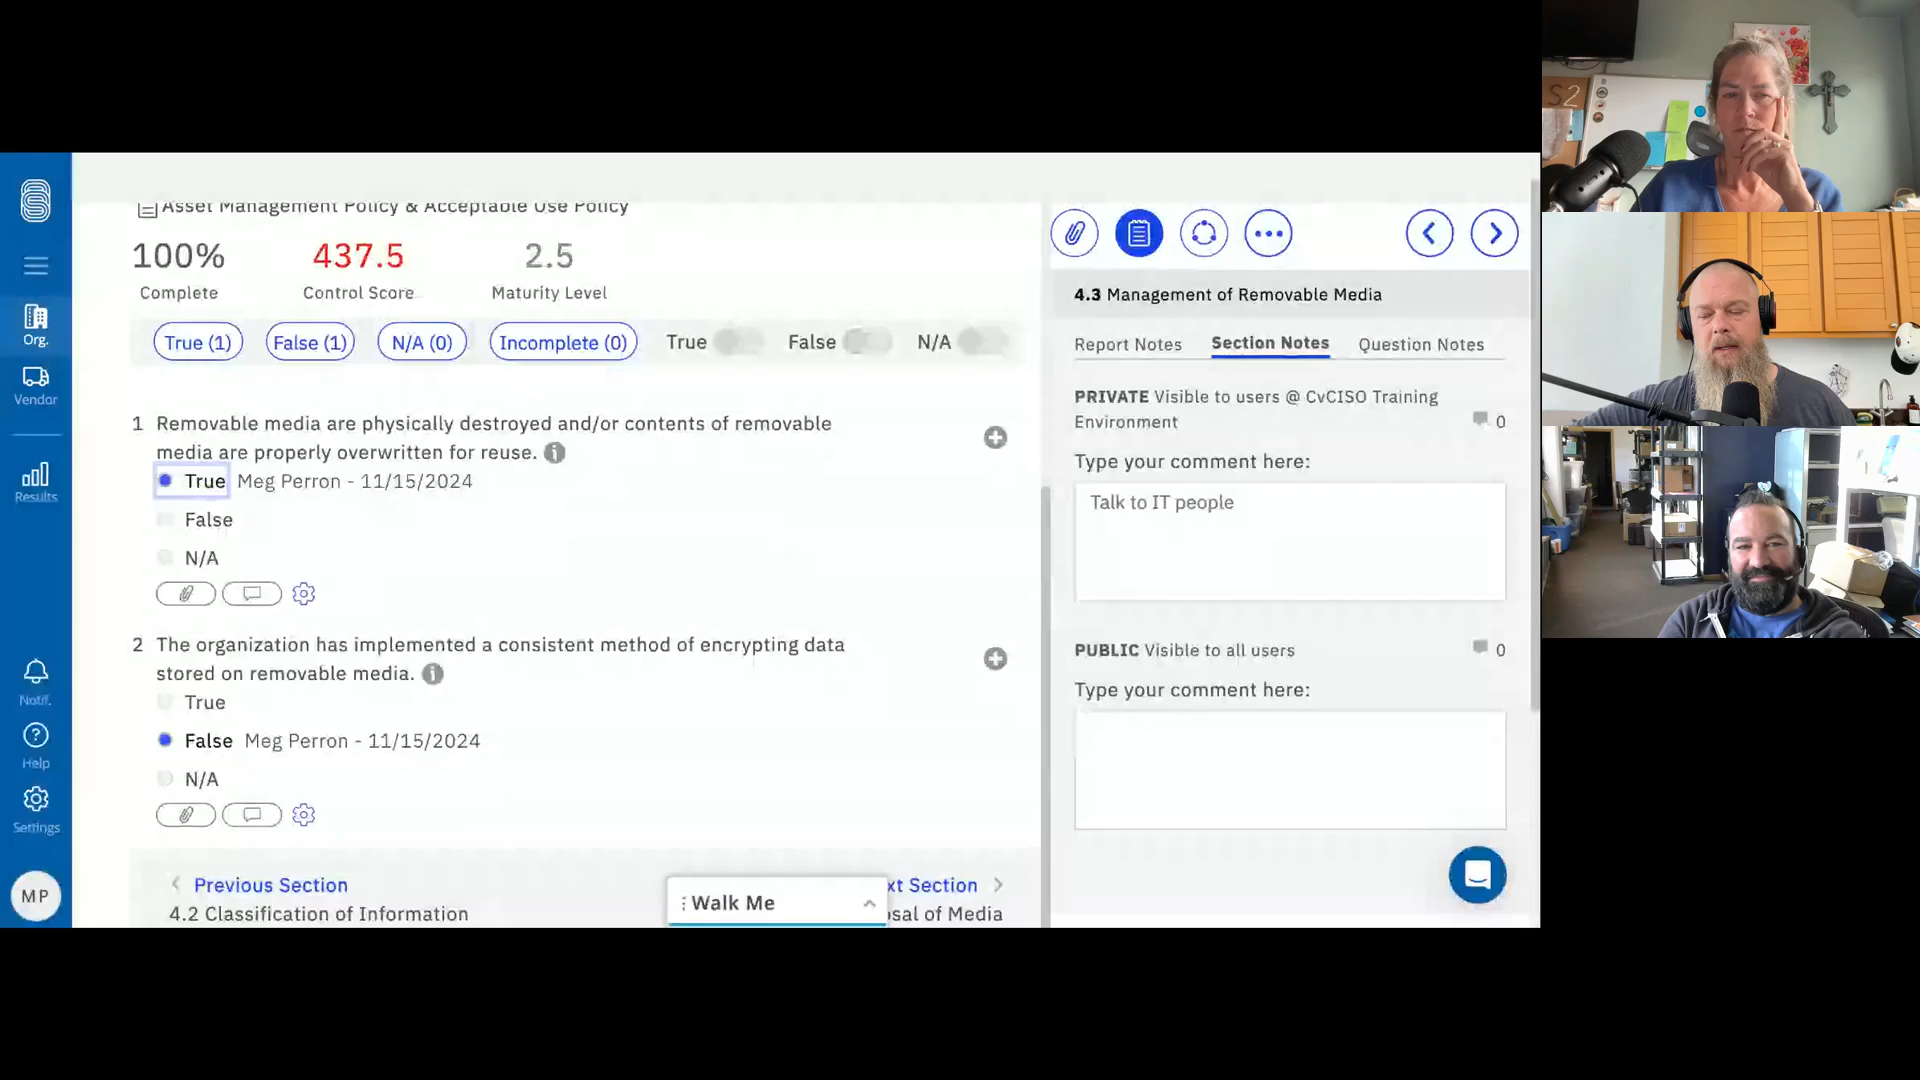 Asset Management Policy & Acceptable Use Policy
100%
Complete
437.5
Control Score
2.5
Maturity Level
True (1)
False (1)
N/A (0)
Incomplete (0)
True
False
N/A
1 Removable media are physically destroyed and/or contents of removable
media are properly overwritten for reuse.
True Meg Perron - 11/15/2024
False
N/A
2 The organization has implemented a consistent method of encrypting data
stored on removable media.
True
False Meg Perron - 11/15/2024
N/A
Previous Section
4.2 Classification of Information
Walk Me
xt Section
osal of Media
4.3 Management of Removable Media
Report Notes
Section Notes
Question Notes
PRIVATE Visible to users @ CvCISO Training
Environment
0
Type your comment here:
Talk to IT people
PUBLIC Visible to all users
0
Type your comment here:
Org.
Vendor
Results
Notif.
Help
Settings
MP
S2